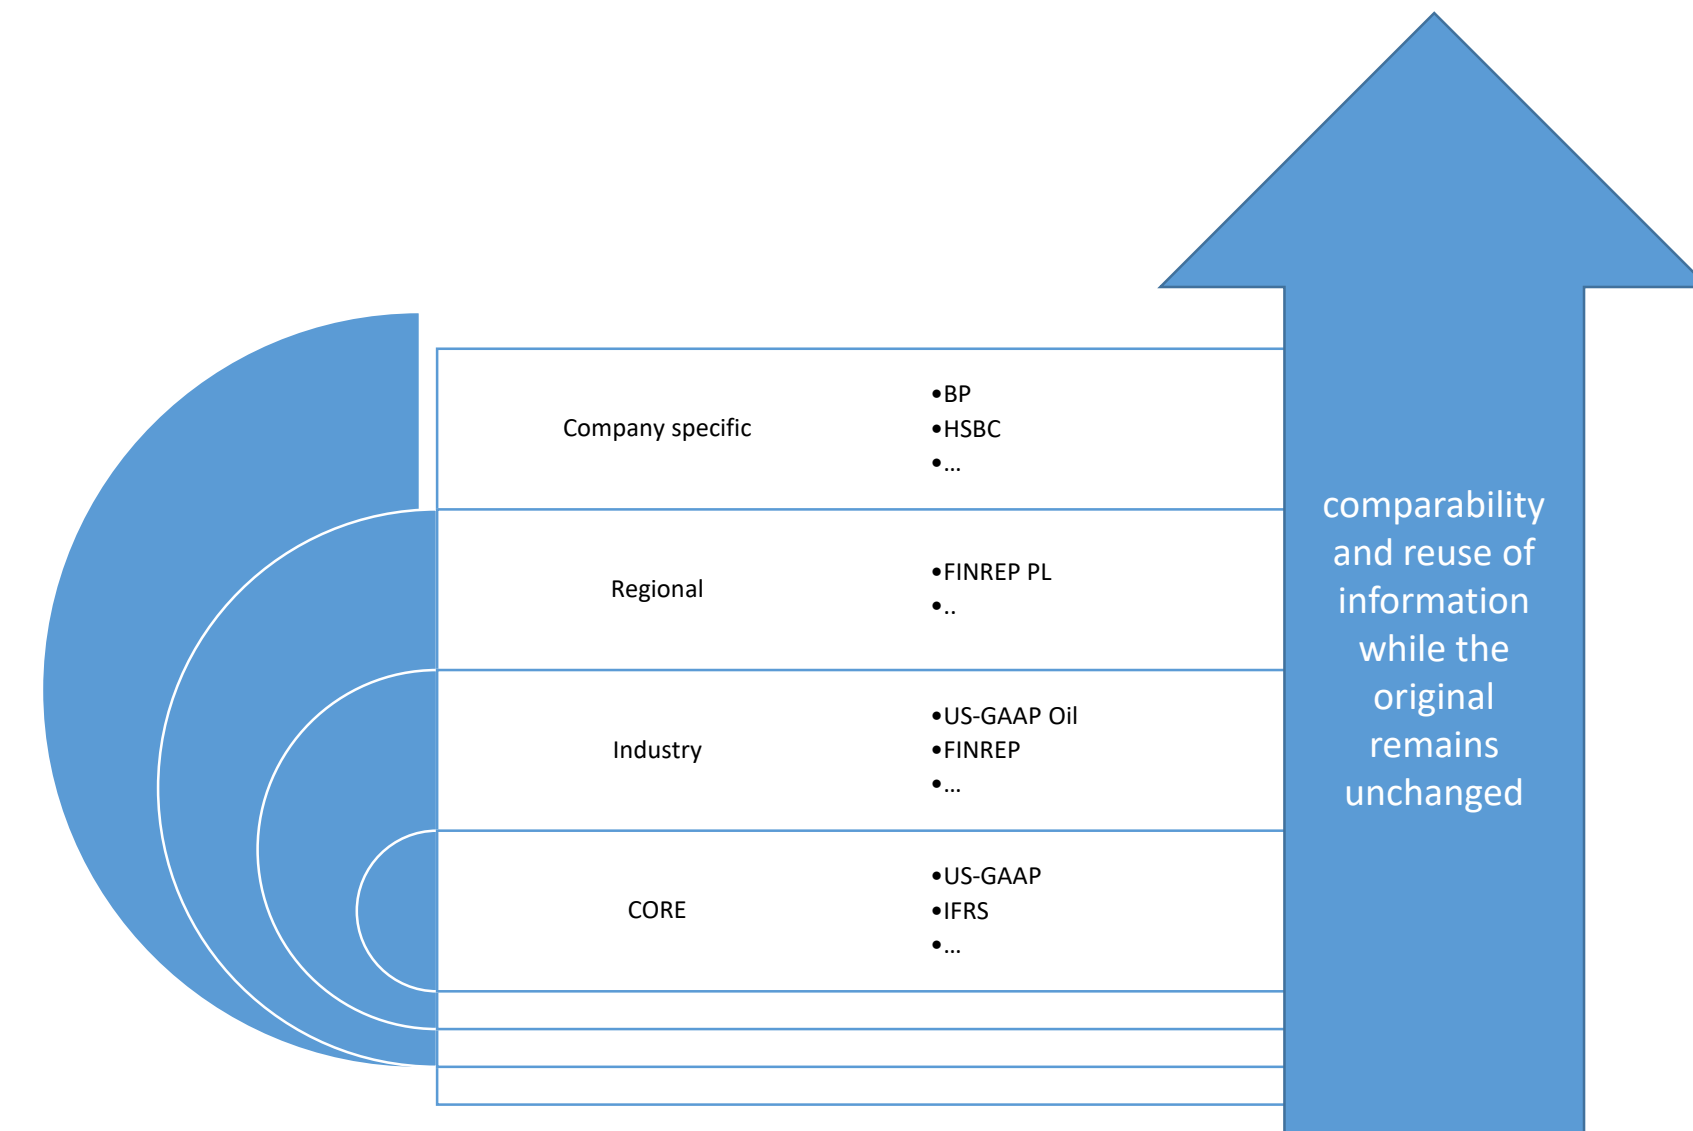 Company specific
•BP
•HSBC
•...
Regional
•FINREP PL
•..
Industry
•US-GAAP Oil
•FINREP
•...
CORE
•US-GAAP
•IFRS
•...
comparability
and reuse of
information
while the
original
remains
unchanged